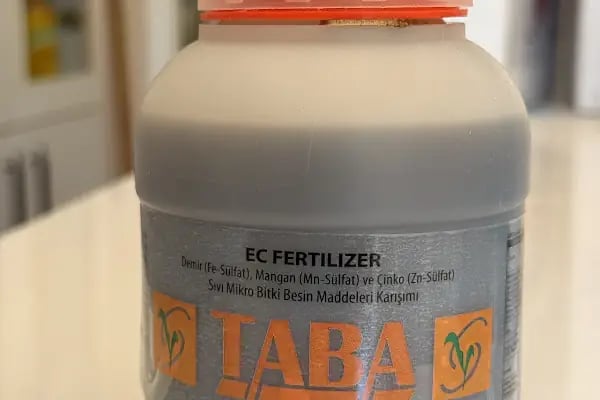 EC FERTILIZER
Demir (Fe-Sülfat), Mangan (Mn-Sülfat) ve Çinko (Zn-Sülfat)
Sıvı Mikro Bitki Besin Maddeleri Karışımı
TABA